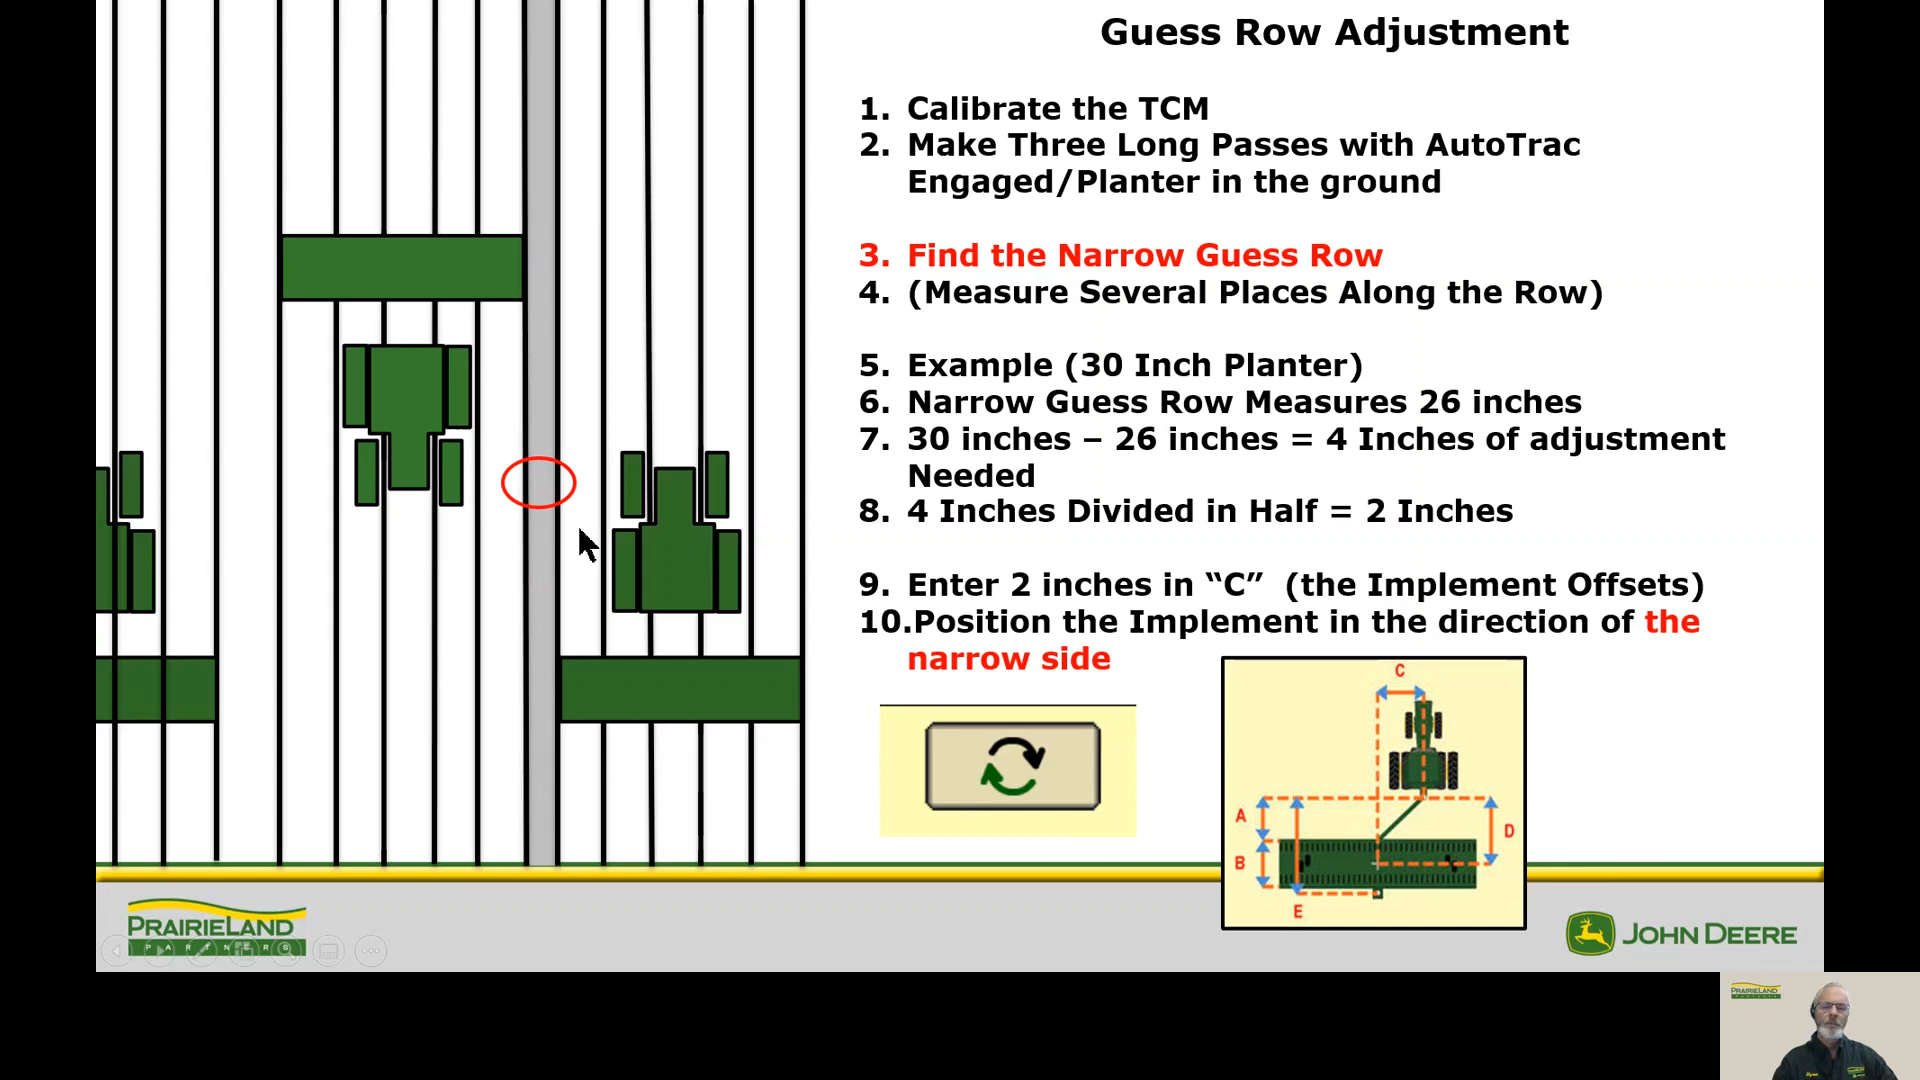 Guess Row Adjustment
1. Calibrate the TCM
2. Make Three Long Passes with AutoTrac
Engaged/Planter in the ground
3. Find the Narrow Guess Row
4. (Measure Several Places Along the Row)
5. Example (30 Inch Planter)
6. Narrow Guess Row Measures 26 inches
7. 30 inches – 26 inches = 4 Inches of adjustment
Needed
8. 4 Inches Divided in Half = 2 Inches
9. Enter 2 inches in “C” (the Implement Offsets)
10.Position the Implement in the direction of the
narrow side
C
A
D
B
E
PRAIRIELAND
PARTNERS
JOHN DEERE
PRAIRIELAND